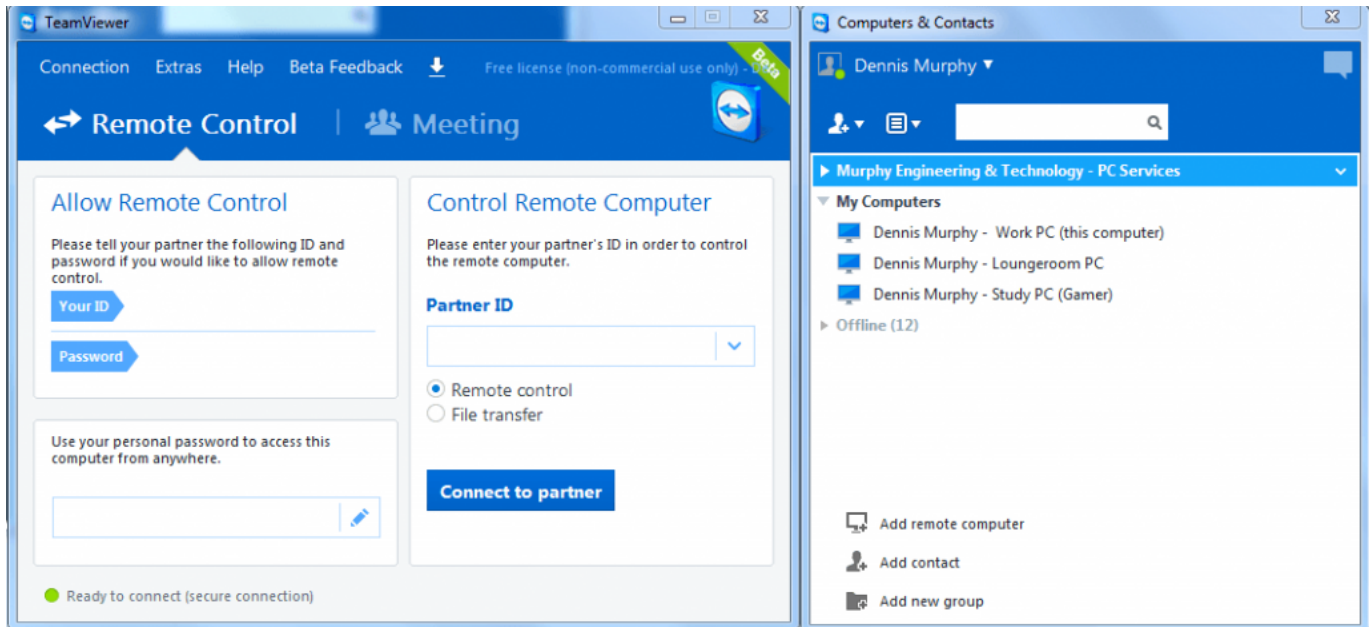 TeamViewer
Connection Extras Help Beta Feedback Free license (non-commercial use only) -
Beta
Remote Control Meeting
Allow Remote Control
Please tell your partner the following ID and
password if you would like to allow remote
control.
Your ID
Password
Use your personal password to access this
computer from anywhere.
Control Remote Computer
Please enter your partner's ID in order to control
the remote computer.
Partner ID
Remote control
File transfer
Connect to partner
Ready to connect (secure connection)
Computers & Contacts
Dennis Murphy
Murphy Engineering & Technology - PC Services
My Computers
Dennis Murphy - Work PC (this computer)
Dennis Murphy - Loungeroom PC
Dennis Murphy - Study PC (Gamer)
Offline (12)
Add remote computer
Add contact
Add new group